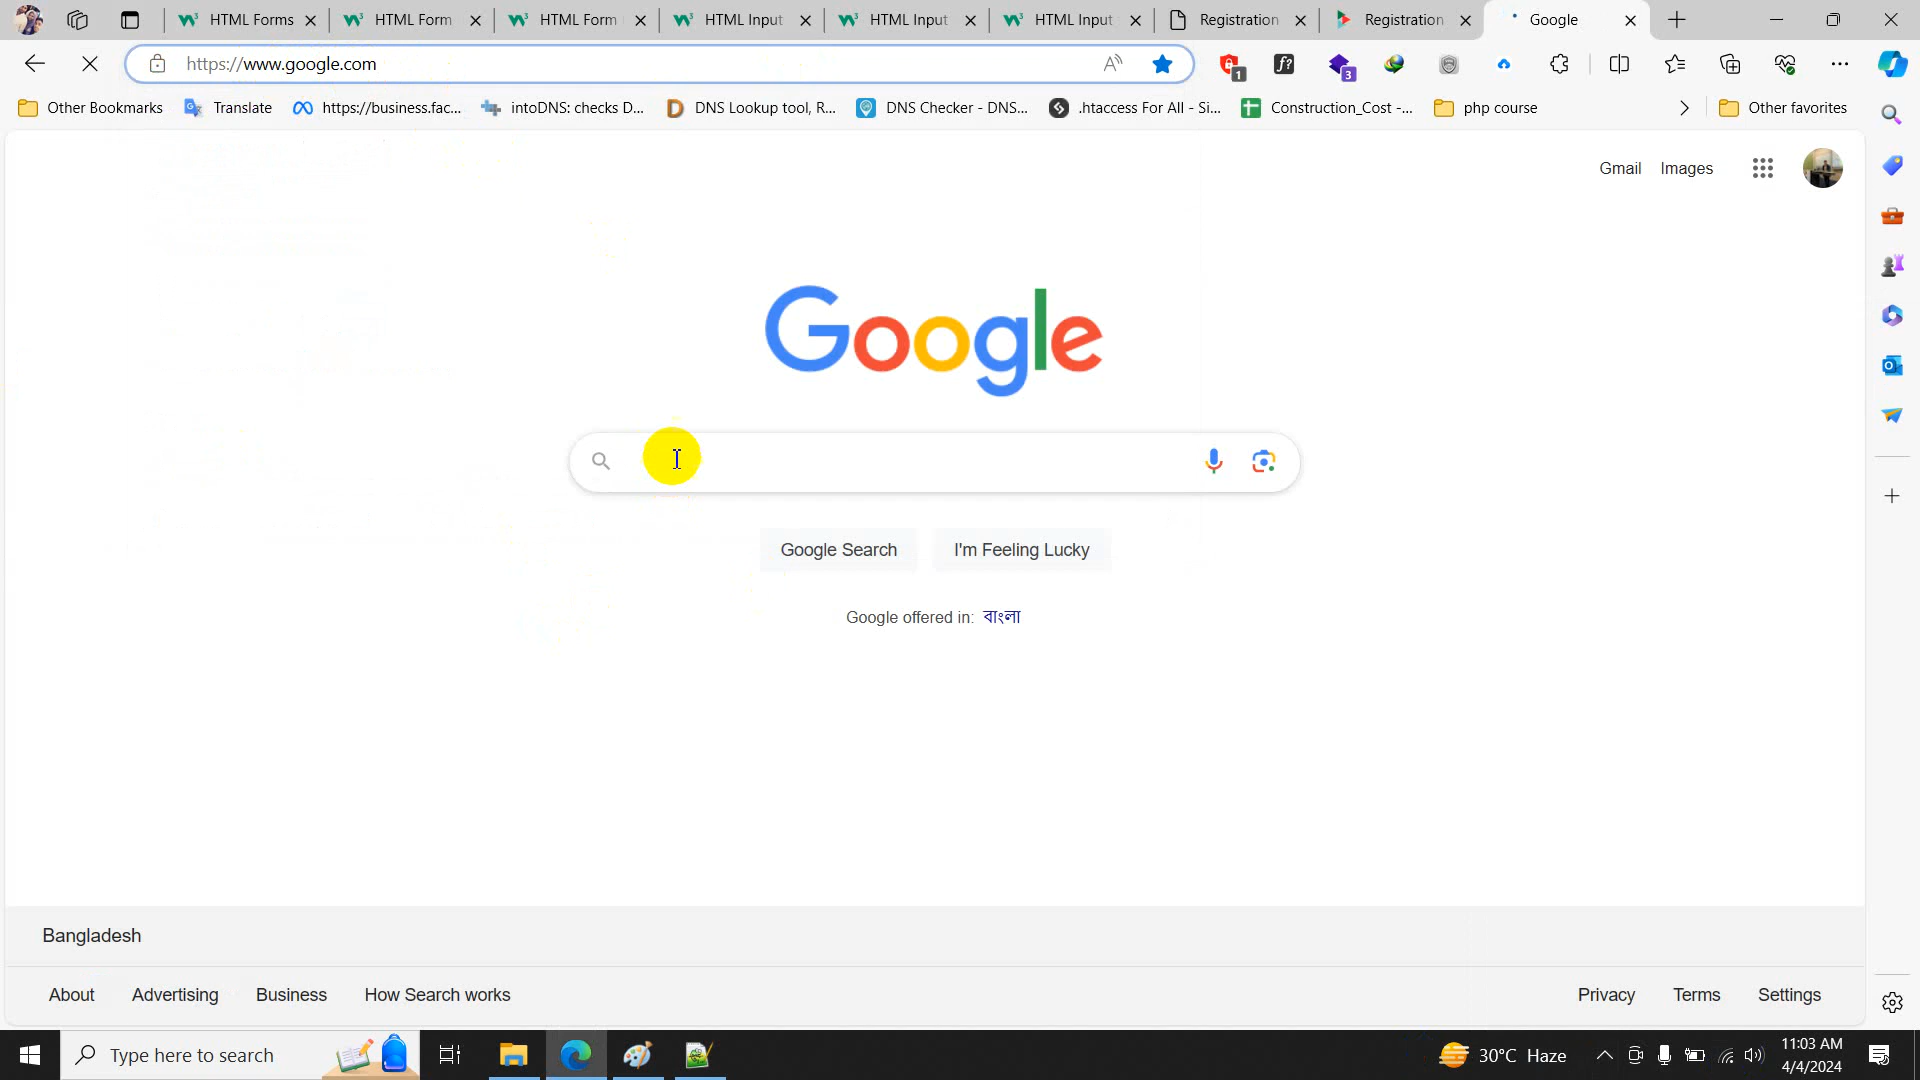 HTML Forms
HTML Form
HTML Form
HTML Input
HTML Input
HTML Input
Registration
Registration
Google
https://www.google.com
1
f?
3
Other Bookmarks
Translate
https://business.fac...
intoDNS: checks D...
DNS Lookup tool, R...
DNS Checker - DNS...
.htaccess For All - Si...
Construction_Cost -...
php course
Other favorites
Gmail
Images
Google
Google Search
I'm Feeling Lucky
Google offered in: বাংলা
Bangladesh
About
Advertising
Business
How Search works
Privacy
Terms
Settings
Type here to search
30°C Haze
11:03 AM
4/4/2024